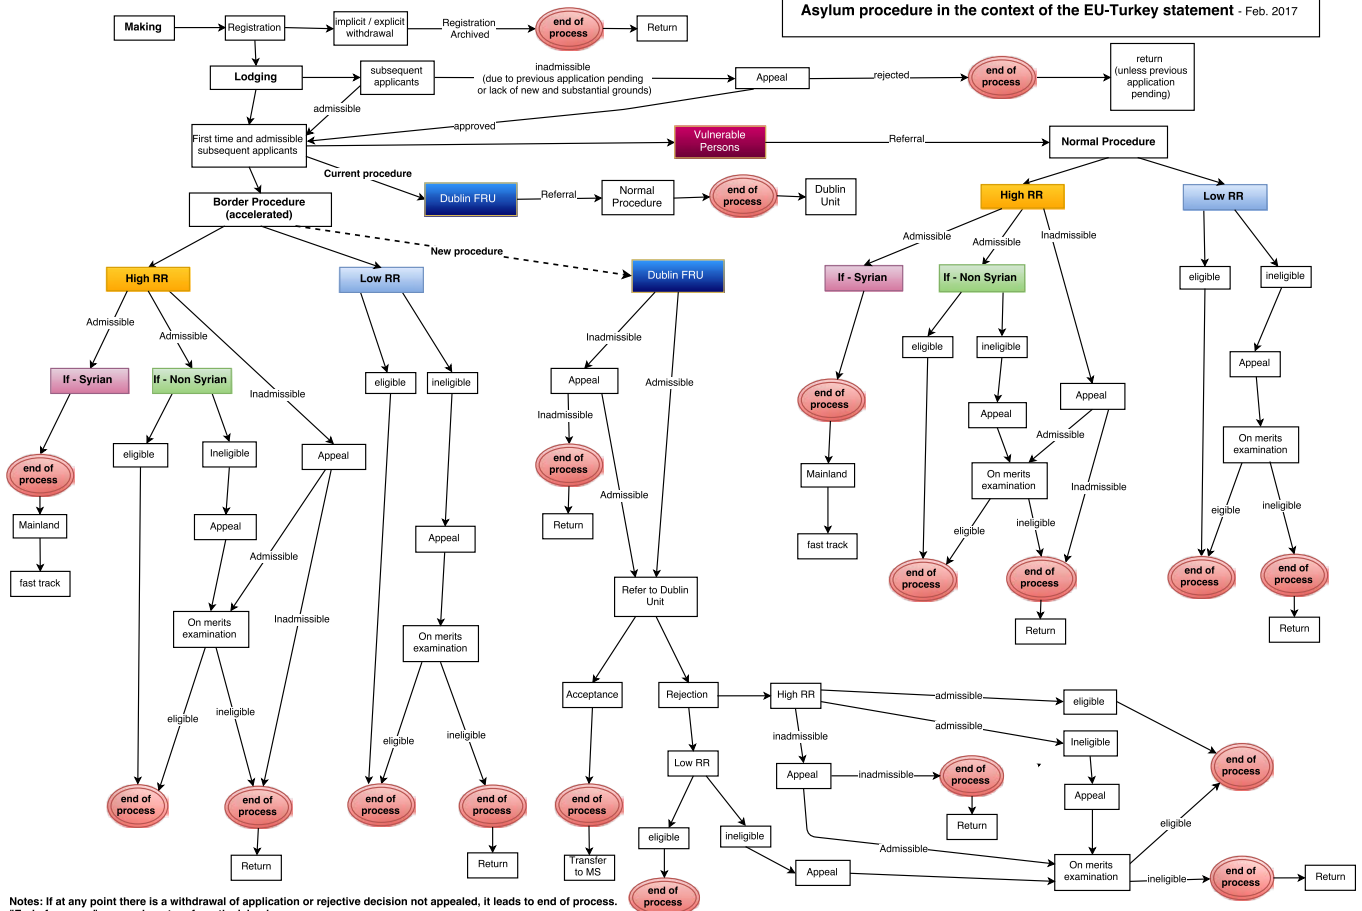 Asylum procedure in the context of the EU-Turkey statement - Feb. 2017
Making
Registration
implicit / explicit
withdrawal
Registration
Archived
end of
process
Return
Lodging
subsequent
applicants
inadmissible
(due to previous application pending
or lack of new and substantial grounds)
Appeal
rejected
end of
process
return
(unless previous
application
pending)
admissible
approved
First time and admissible
subsequent applicants
Vulnerable
Persons
Referral
Normal Procedure
Current procedure
Dublin FRU
Referral
Normal
Procedure
end of
process
Dublin
Unit
Border Procedure
(accelerated)
New procedure
Dublin FRU
High RR
Low RR
Admissible
Admissible
Inadmissible
If - Syrian
If - Non Syrian
eligible
ineligible
end of
process
Mainland
fast track
eligible
Ineligible
Appeal
Appeal
Admissible
Inadmissible
On merits
examination
eligible
ineligible
end of
process
end of
process
Return
Appeal
On merits
examination
eligible
ineligible
end of
process
end of
process
Return
Inadmissible
Admissible
Appeal
Inadmissible
end of
process
Return
Admissible
Refer to Dublin
Unit
Acceptance
end of
process
Transfer
to MS
Rejection
Low RR
eligible
ineligible
end of
process
Appeal
High RR
admissible
eligible
admissible
Ineligible
Appeal
inadmissible
Appeal
inadmissible
end of
process
Return
Admissible
On merits
examination
eligible
end of
process
ineligible
end of
process
Return
High RR
Low RR
Admissible
Admissible
Inadmissible
If - Syrian
If - Non Syrian
end of
process
Mainland
fast track
eligible
ineligible
Appeal
Appeal
Admissible
Inadmissible
On merits
examination
eligible
ineligible
end of
process
end of
process
Return
eligible
ineligible
Appeal
On merits
examination
eigible
ineligible
end of
process
end of
process
Return
Notes: If at any point there is a withdrawal of application or rejective decision not appealed, it leads to end of process.